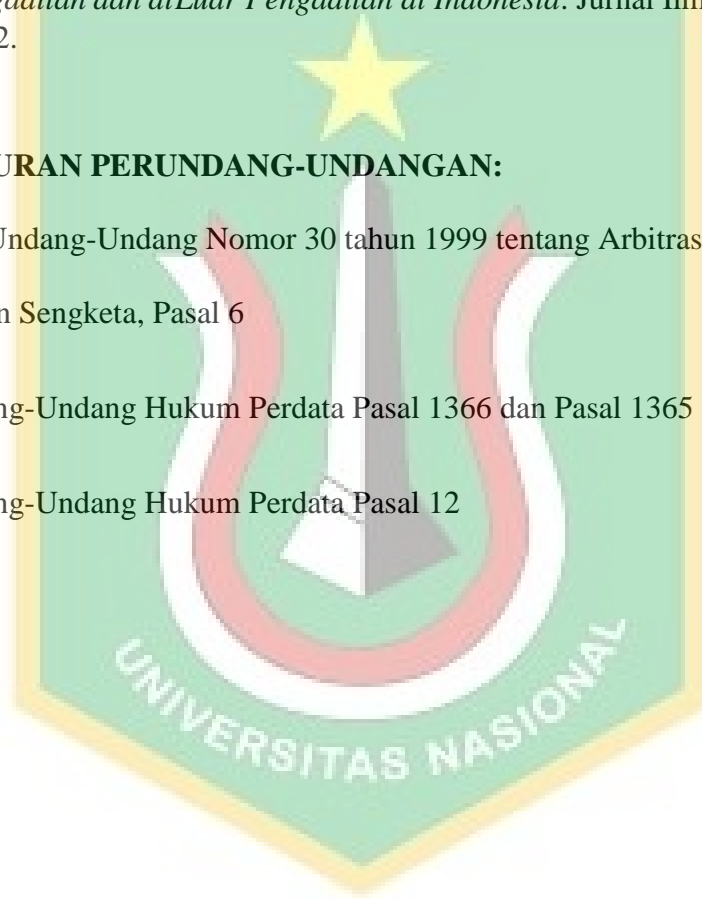 gadilan dan diLuar Pengadilan di Indonesia. Jurnal Ilm
2.
URAN PERUNDANG-UNDANGAN:
Undang-Undang Nomor 30 tahun 1999 tentang Arbitras
n Sengketa, Pasal 6
ng-Undang Hukum Perdata Pasal 1366 dan Pasal 1365
ng-Undang Hukum Perdata Pasal 12
UNIVERSITAS NASIONAL